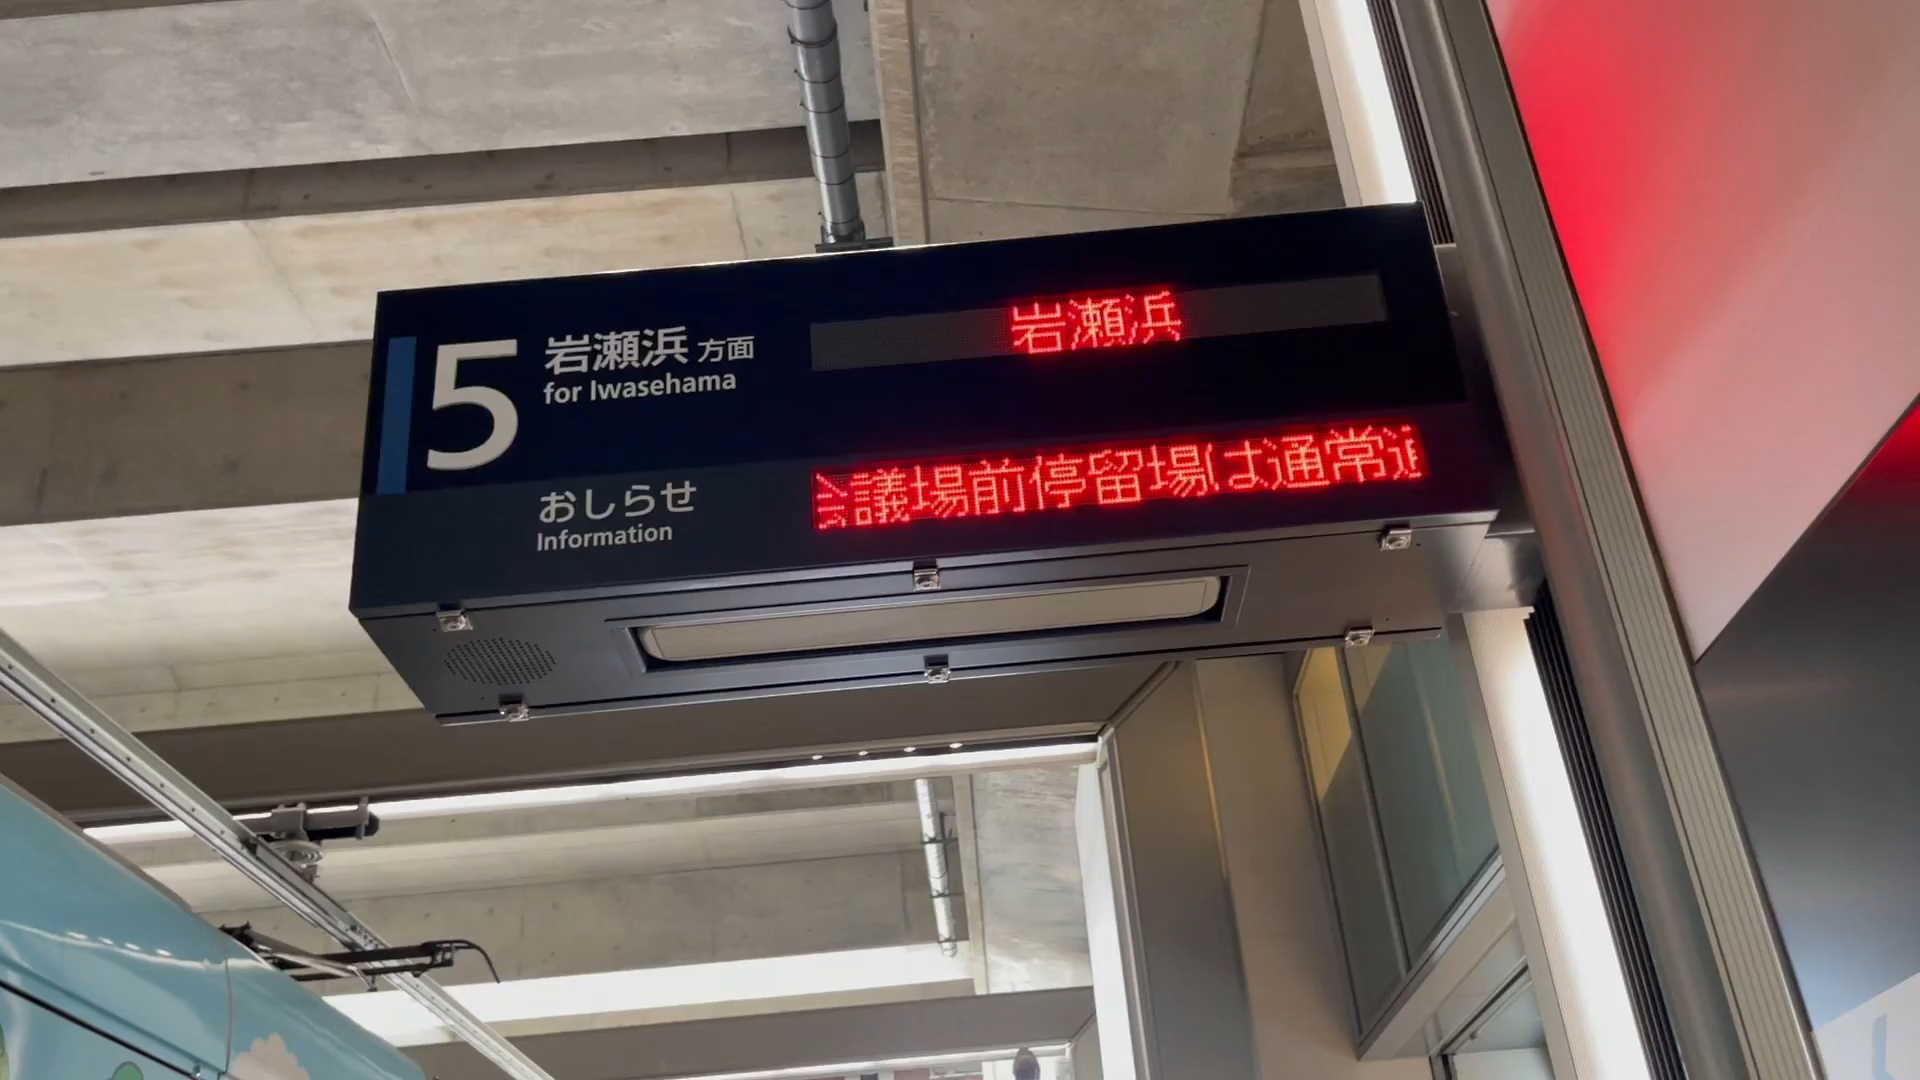 5
岩瀬浜 方面
for Iwasehama
岩瀬浜
おしらせ
Information
議場前停留場は通常